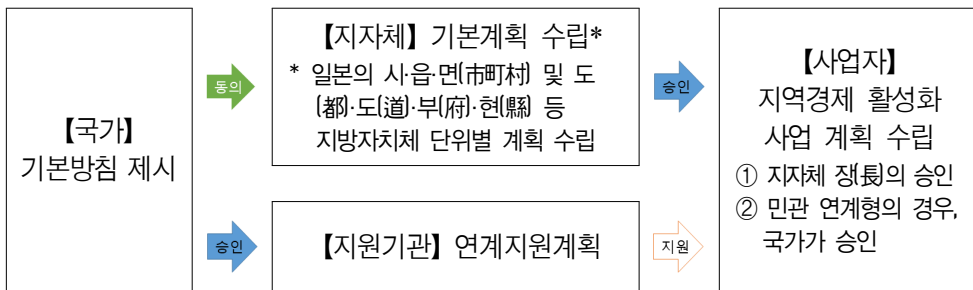 【국가】
기본방침 제시
동의
【지자체】 기본계획 수립*
* 일본의 시·읍·면(市町村) 및 도
(都)·도(道)·부(府)·현(縣) 등
지방자치체 단위별 계획 수립
승인
승인
【지원기관】 연계지원계획
지원
【사업자】
지역경제 활성화
사업 계획 수립
① 지자체 장(長)의 승인
② 민관 연계형의 경우,
국가가 승인